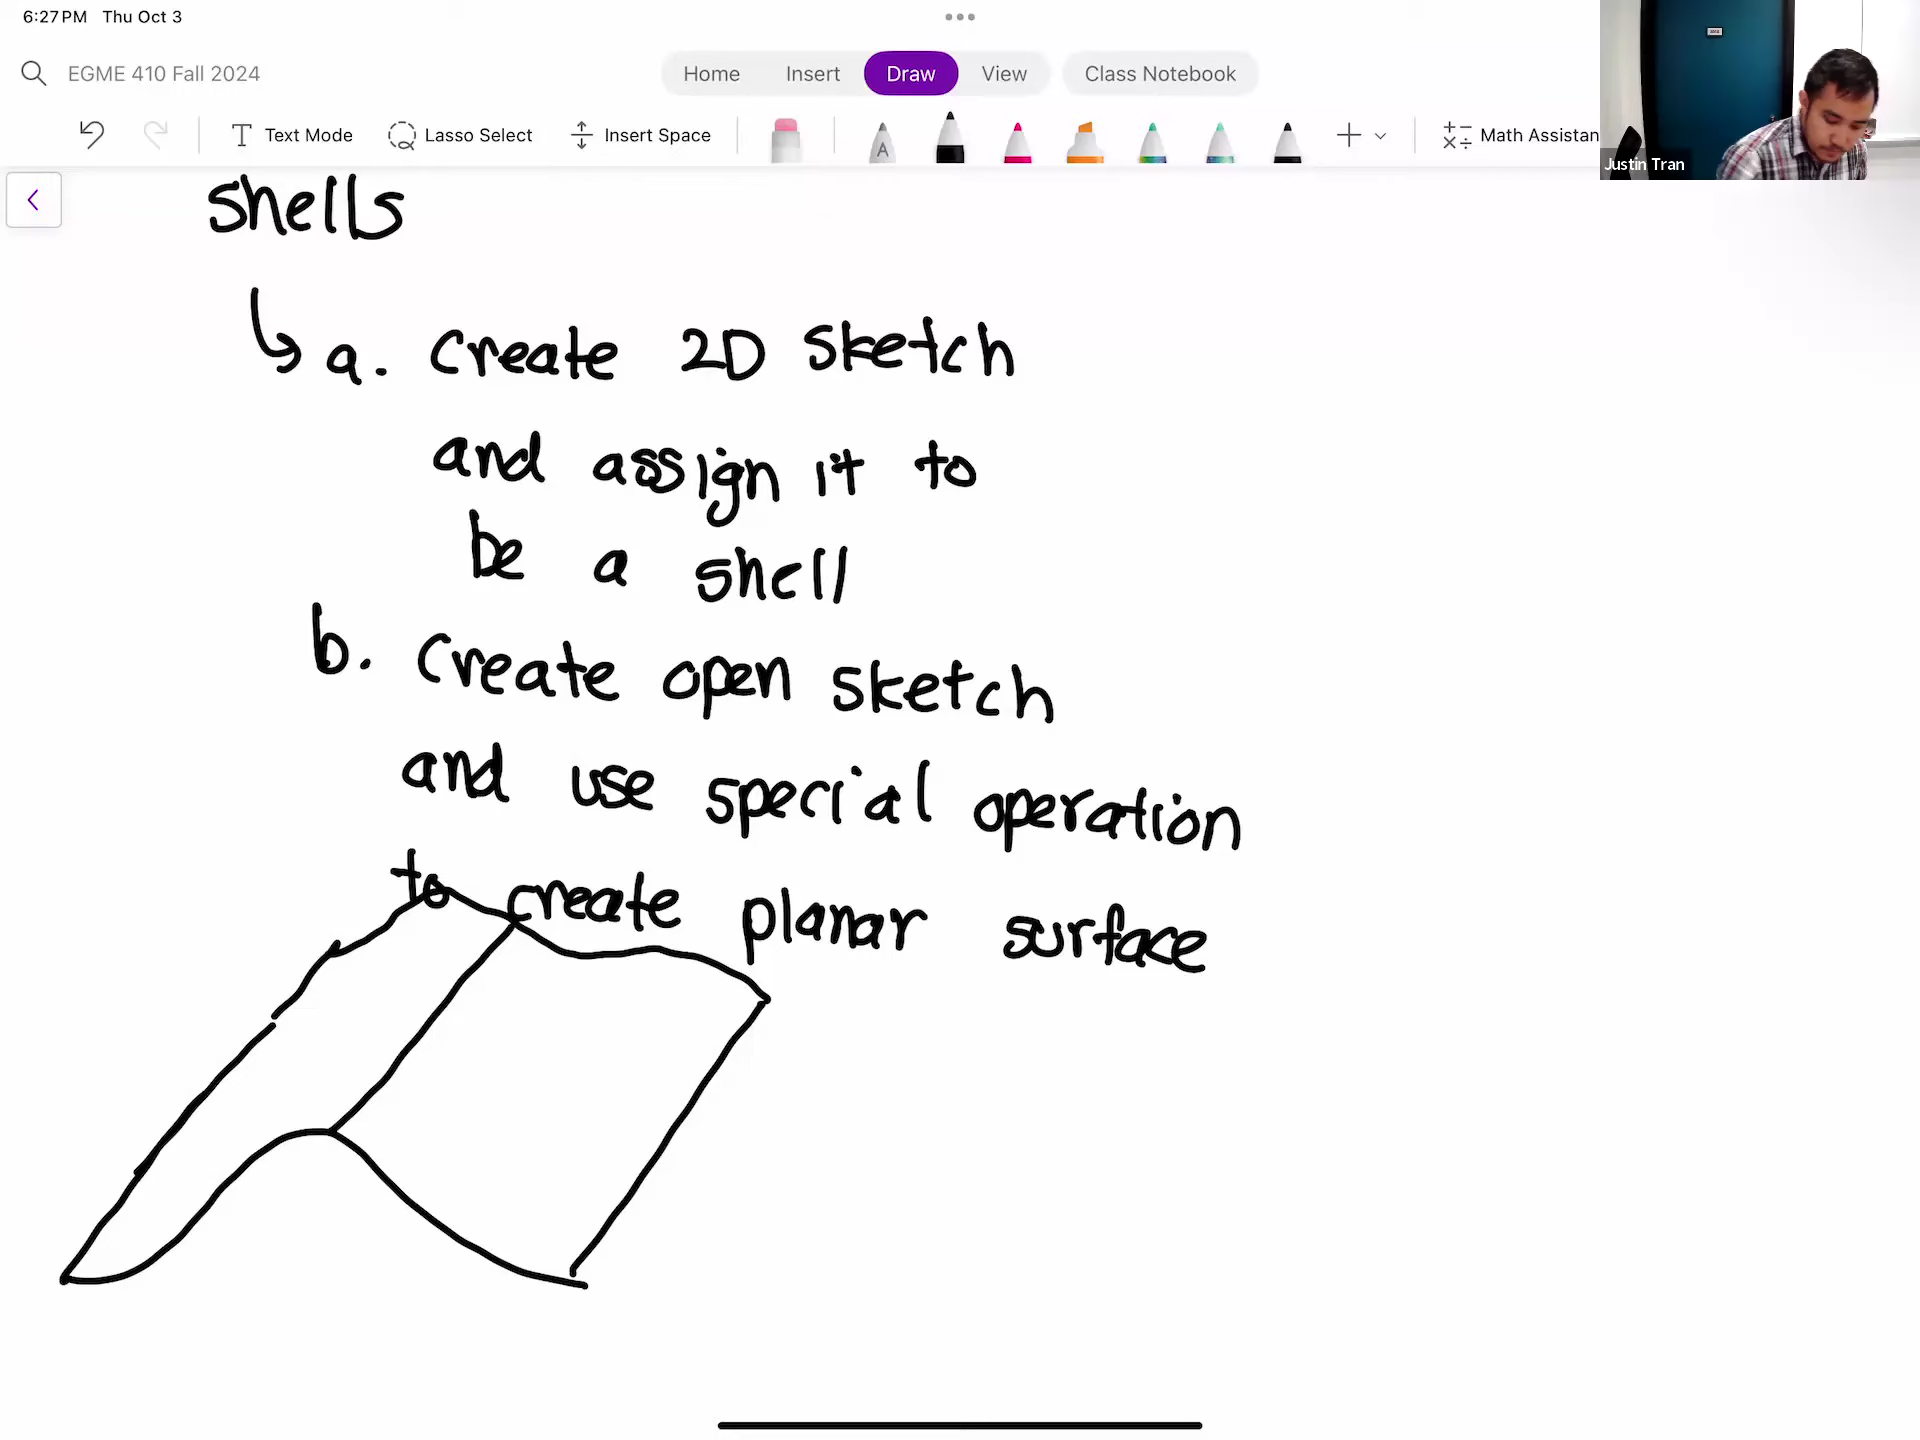 6:27 PM Thu Oct 3
EGME 410 Fall 2024
Home Insert Draw View Class Notebook
Text Mode Lasso Select Insert Space Math Assistan
A
Justin Tran
shells
a. create 2D sketch
and assign it to
be a shell
b. create open sketch
and use special operation
to create planar surface